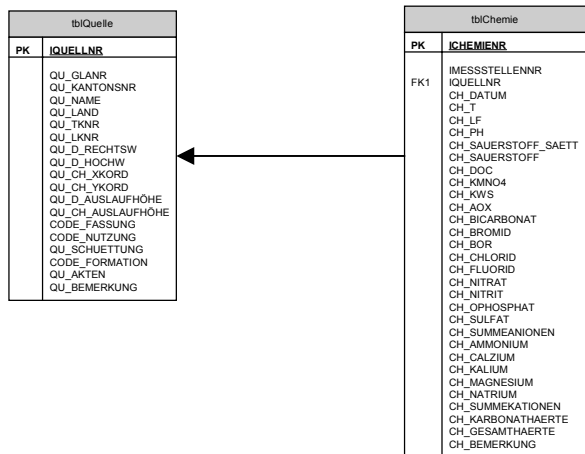 tblQuelle
PK IQUELLNR
QU_GLANR
QU_KANTONSNR
QU_NAME
QU_LAND
QU_TKNR
QU_LKNR
QU_D_RECHTSW
QU_D_HOCHW
QU_CH_XKORD
QU_CH_YKORD
QU_D_AUSLAUFHÖHE
QU_CH_AUSLAUFHÖHE
CODE_FASSUNG
CODE_NUTZUNG
QU_SCHUETTUNG
CODE_FORMATION
QU_AKTEN
QU_BEMERKUNG
tblChemie
PK ICHEMIENR
IMESSSTELLENNR
FK1 IQUELLNR
CH_DATUM
CH_T
CH_LF
CH_PH
CH_SAUERSTOFF_SAETT
CH_SAUERSTOFF
CH_DOC
CH_KMNO4
CH_KWS
CH_AOX
CH_BICARBONAT
CH_BROMID
CH_BOR
CH_CHLORID
CH_FLUORID
CH_NITRAT
CH_NITRIT
CH_OPHOSPHAT
CH_SULFAT
CH_SUMMEANIONEN
CH_AMMONIUM
CH_CALZIUM
CH_KALIUM
CH_MAGNESIUM
CH_NATRIUM
CH_SUMMEKATIONEN
CH_KARBONATHAERTE
CH_GESAMTHAERTE
CH_BEMERKUNG